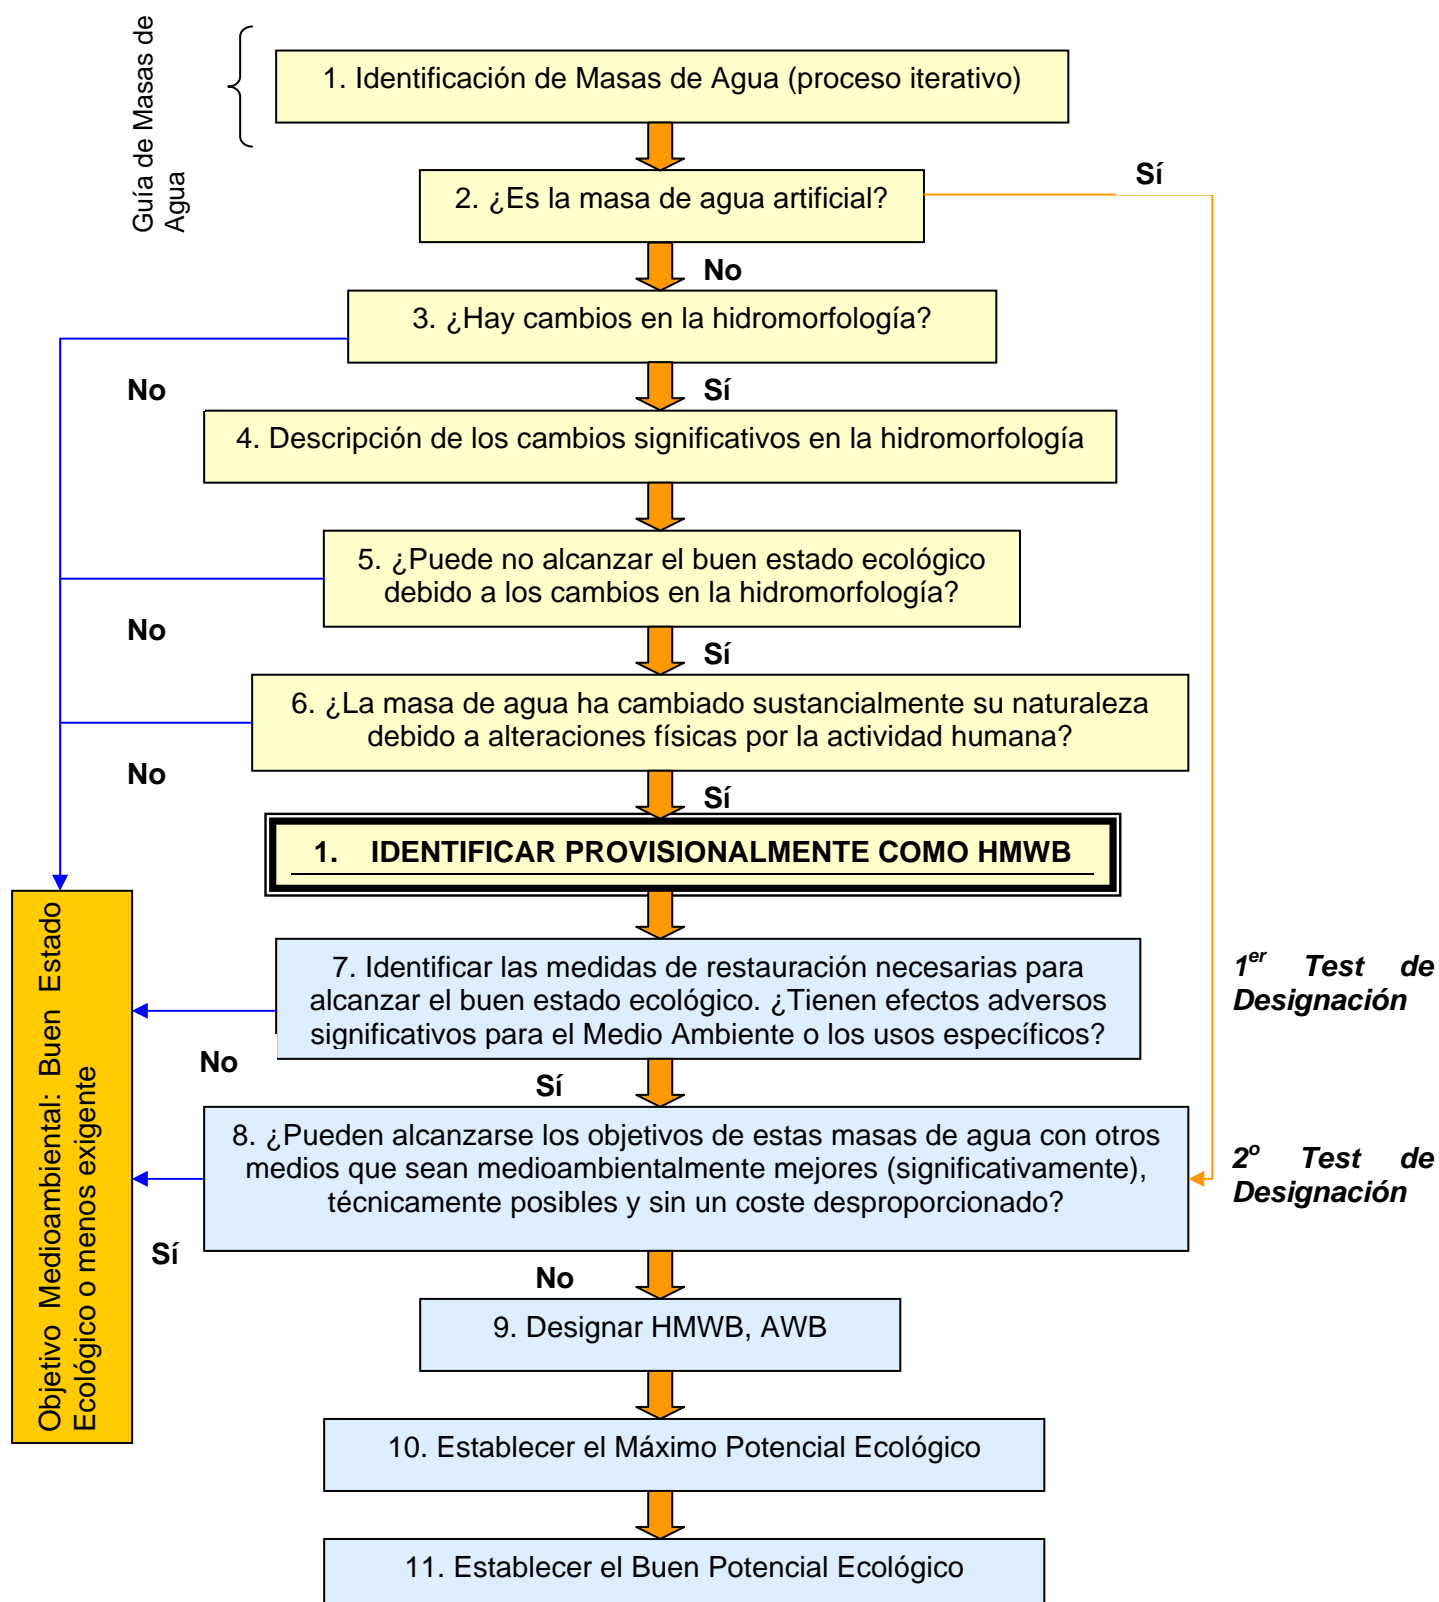 Guía de Masas de
Agua
1. Identificación de Masas de Agua (proceso iterativo)
Sí
2. ¿Es la masa de agua artificial?
No
3. ¿Hay cambios en la hidromorfología?
No
Sí
4. Descripción de los cambios significativos en la hidromorfología
5. ¿Puede no alcanzar el buen estado ecológico
debido a los cambios en la hidromorfología?
No
Sí
6. ¿La masa de agua ha cambiado sustancialmente su naturaleza
debido a alteraciones físicas por la actividad humana?
No
Sí
1. IDENTIFICAR PROVISIONALMENTE COMO HMWB
Objetivo Medioambiental: Buen Estado
Ecológico o menos exigente
7. Identificar las medidas de restauración necesarias para
alcanzar el buen estado ecológico. ¿Tienen efectos adversos
significativos para el Medio Ambiente o los usos específicos?
1er Test de
Designación
No
Sí
8. ¿Pueden alcanzarse los objetivos de estas masas de agua con otros
medios que sean medioambientalmente mejores (significativamente),
técnicamente posibles y sin un coste desproporcionado?
2º Test de
Designación
Sí
No
9. Designar HMWB, AWB
10. Establecer el Máximo Potencial Ecológico
11. Establecer el Buen Potencial Ecológico